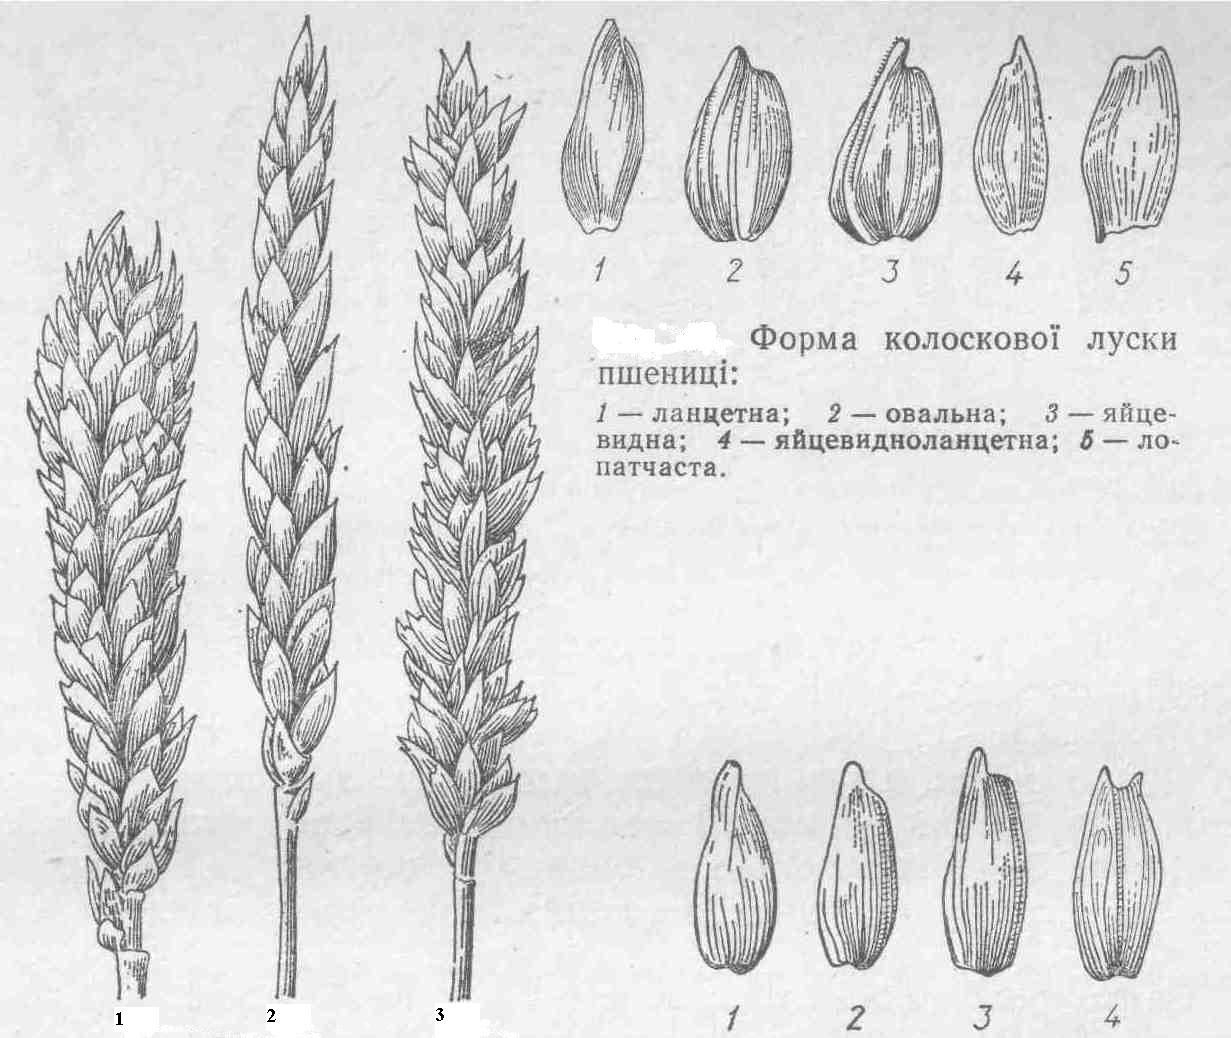 1 2 3 4 5
Форма колоскової луски
пшениці:
1 — ланцетна; 2 — овальна; 3 — яйце-
видна; 4 — яйцевидноланцетна; 5 — ло-
патчаста.
1 2 3
1 2 3 4